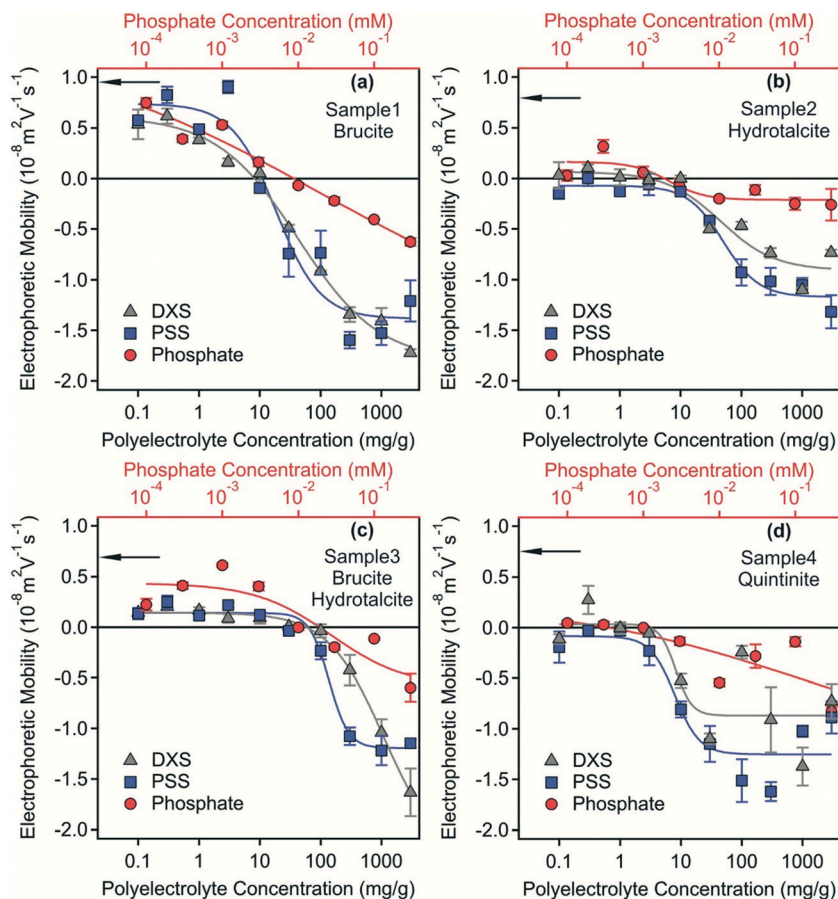 Phosphate Concentration (mM)
Phosphate Concentration (mM)
10⁻⁴ 10⁻³ 10⁻² 10⁻¹
10⁻⁴ 10⁻³ 10⁻² 10⁻¹
Electrophoretic Mobility (10⁻⁸ m² V⁻¹ s⁻¹)
1.0
0.5
0.0
-0.5
-1.0
-1.5
-2.0
(a)
Sample1
Brucite
DXS
PSS
Phosphate
0.1 1 10 100 1000
Polyelectrolyte Concentration (mg/g)
Electrophoretic Mobility (10⁻⁸ m² V⁻¹ s⁻¹)
1.0
0.5
0.0
-0.5
-1.0
-1.5
-2.0
(b)
Sample2
Hydrotalcite
DXS
PSS
Phosphate
0.1 1 10 100 1000
Polyelectrolyte Concentration (mg/g)
Phosphate Concentration (mM)
Phosphate Concentration (mM)
10⁻⁴ 10⁻³ 10⁻² 10⁻¹
10⁻⁴ 10⁻³ 10⁻² 10⁻¹
Electrophoretic Mobility (10⁻⁸ m² V⁻¹ s⁻¹)
1.0
0.5
0.0
-0.5
-1.0
-1.5
-2.0
(c)
Sample3
Brucite
Hydrotalcite
DXS
PSS
Phosphate
0.1 1 10 100 1000
Polyelectrolyte Concentration (mg/g)
Electrophoretic Mobility (10⁻⁸ m² V⁻¹ s⁻¹)
1.0
0.5
0.0
-0.5
-1.0
-1.5
-2.0
(d)
Sample4
Quintinite
DXS
PSS
Phosphate
0.1 1 10 100 1000
Polyelectrolyte Concentration (mg/g)